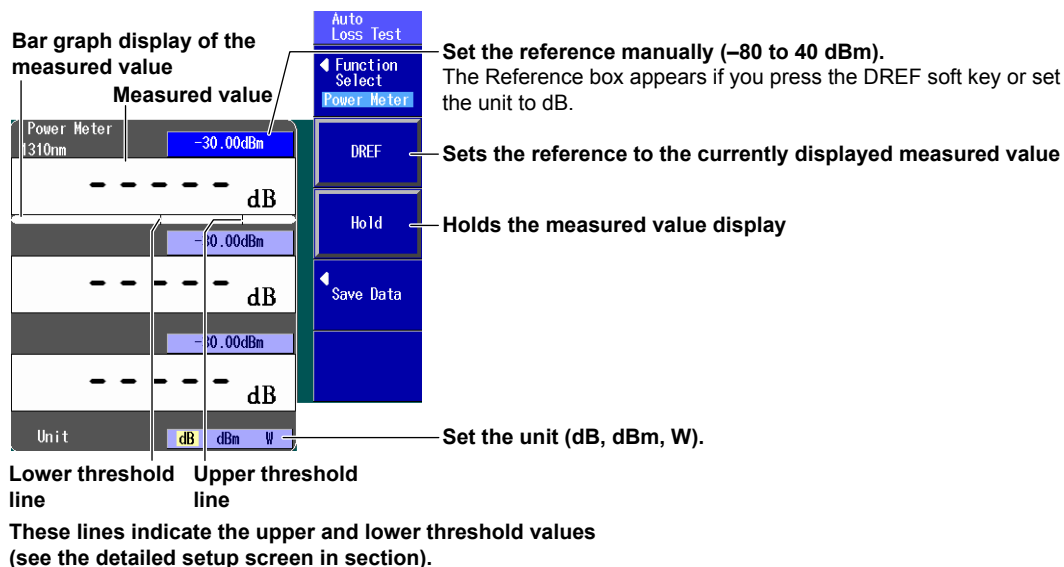 Bar graph display of the
measured value
Measured value
Power Meter
1310nm
-30.00dBm
- - - - -
dB
-30.00dBm
- - - - -
dB
-30.00dBm
- - - - -
dB
Unit
dB dBm W
Lower threshold
line
Upper threshold
line
These lines indicate the upper and lower threshold values
(see the detailed setup screen in section).
Auto
Loss Test
Function
Select
Power Meter
DREF
Hold
Save Data
Set the reference manually (–80 to 40 dBm).
The Reference box appears if you press the DREF soft key or set
the unit to dB.
Sets the reference to the currently displayed measured value
Holds the measured value display
Set the unit (dB, dBm, W).